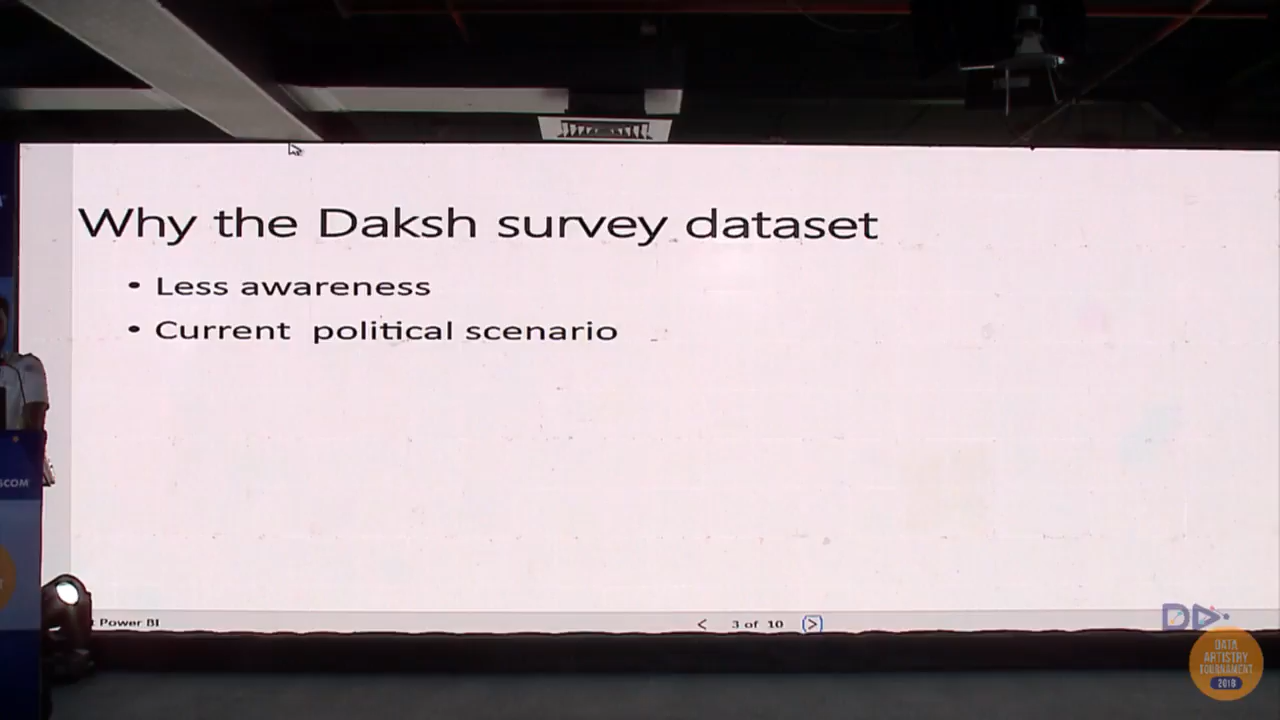 Why the Daksh survey dataset
• Less awareness
• Current political scenario
SCOM
Power BI
< 3 of 10 >
DATA
ARTISTRY
TOURNAMENT
2018